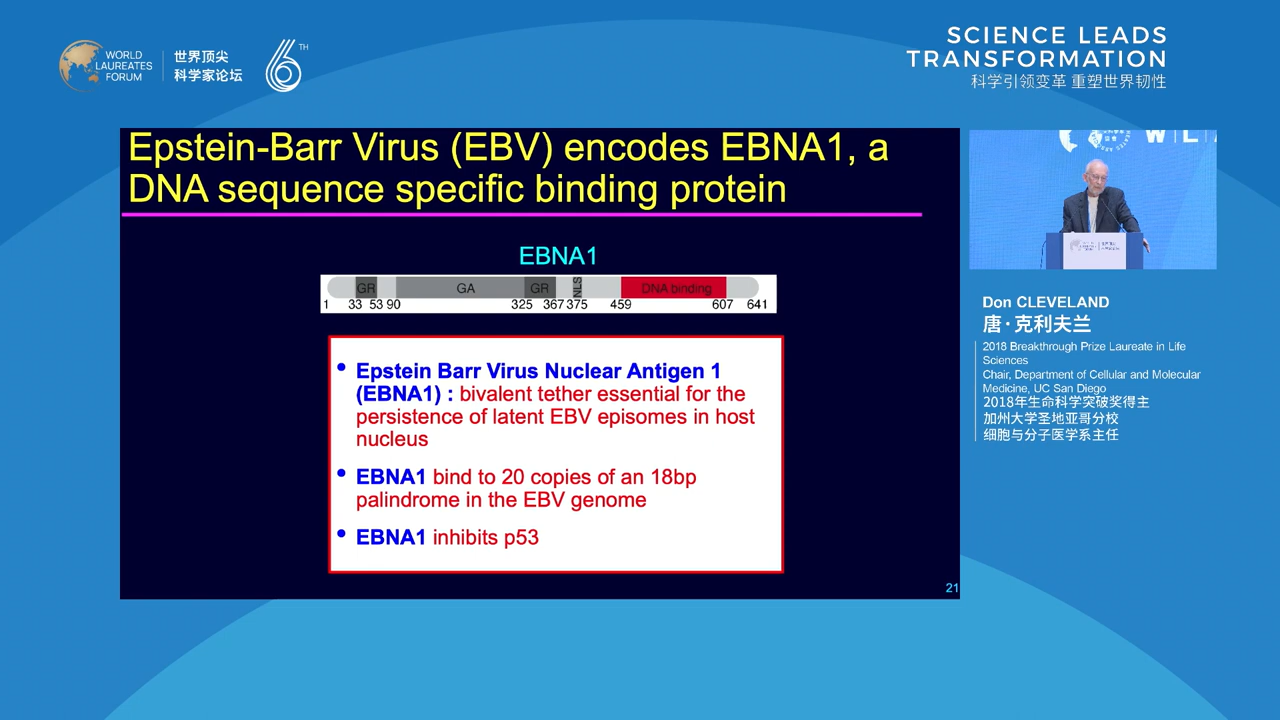 WORLD
LAUREATES
FORUM
世界顶尖
科学家论坛
6TH
SCIENCE LEADS
TRANSFORMATION
科学引领变革 重塑世界韧性
Epstein-Barr Virus (EBV) encodes EBNA1, a
DNA sequence specific binding protein
EBNA1
GR GA GR NLS DNA binding
1 33 53 90 325 367 375 459 607 641
• Epstein Barr Virus Nuclear Antigen 1
(EBNA1) : bivalent tether essential for the
persistence of latent EBV episomes in host
nucleus
• EBNA1 bind to 20 copies of an 18bp
palindrome in the EBV genome
• EBNA1 inhibits p53
21
Don CLEVELAND
唐·克利夫兰
2018 Breakthrough Prize Laureate in Life
Sciences
Chair, Department of Cellular and Molecular
Medicine, UC San Diego
2018年生命科学突破奖得主
加州大学圣地亚哥分校
细胞与分子医学系主任